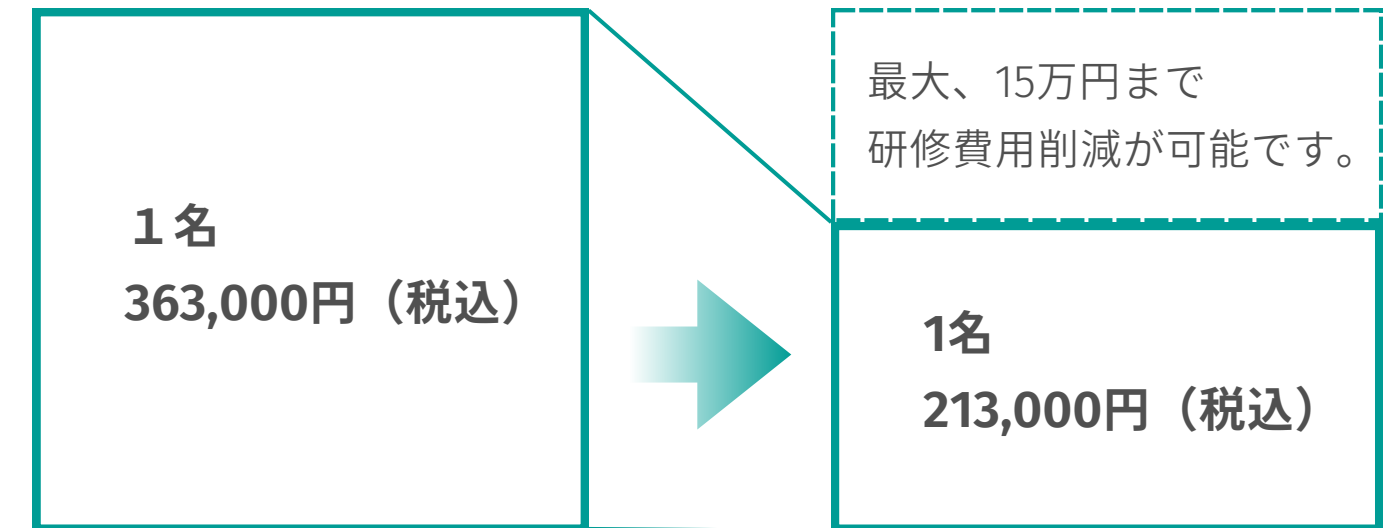 １名
363,000円（税込）
最大、15万円まで
研修費用削減が可能です。
1名
213,000円（税込）